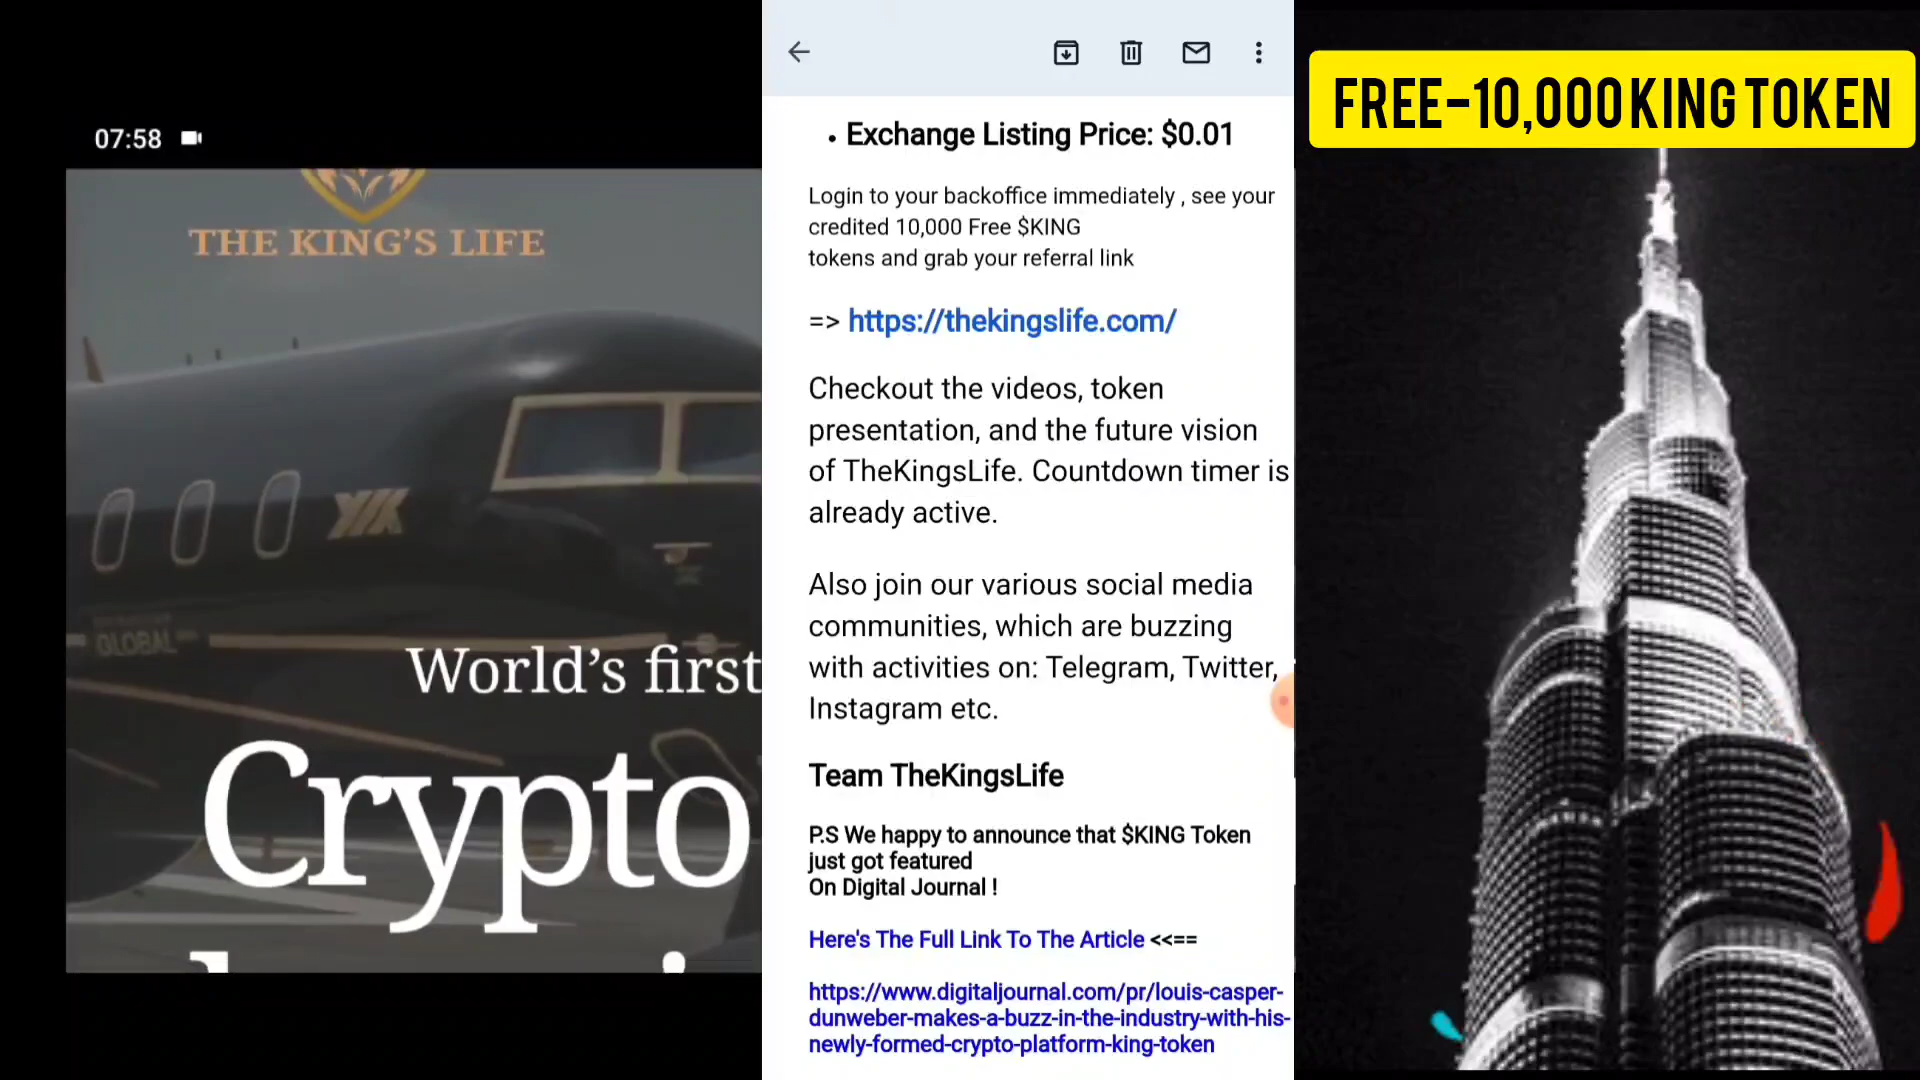 07:58
THE KING'S LIFE
GLOBAL
World's first
Crypto
• Exchange Listing Price: $0.01
Login to your backoffice immediately , see your
credited 10,000 Free $KING
tokens and grab your referral link
=> https://thekingslife.com/
Checkout the videos, token
presentation, and the future vision
of TheKingsLife. Countdown timer is
already active.
Also join our various social media
communities, which are buzzing
with activities on: Telegram, Twitter,
Instagram etc.
Team TheKingsLife
P.S We happy to announce that $KING Token
just got featured
On Digital Journal !
Here's The Full Link To The Article <<==
https://www.digitaljournal.com/pr/louis-casper-
dunweber-makes-a-buzz-in-the-industry-with-his-
newly-formed-crypto-platform-king-token
FREE-10,000 KING TOKEN